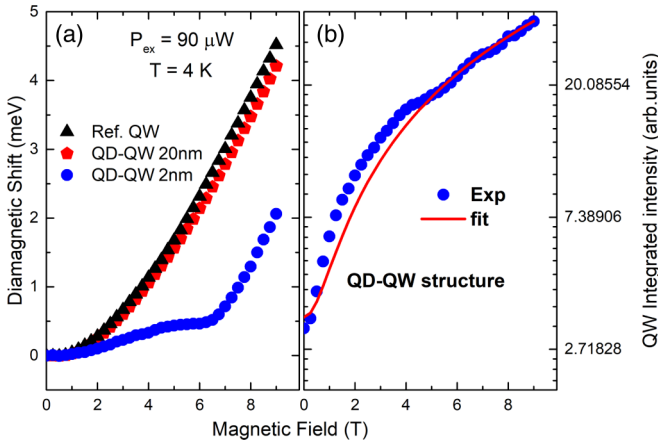 (a)
P_ex = 90 μW
T = 4 K
Ref. QW
QD-QW 20nm
QD-QW 2nm
Diamagnetic Shift (meV)
5
4
3
2
1
0
0 2 4 6 8
(b)
Exp
fit
QD-QW structure
20.08554
7.38906
2.71828
QW Integrated intensity (arb.units)
0 4 8
Magnetic Field (T)